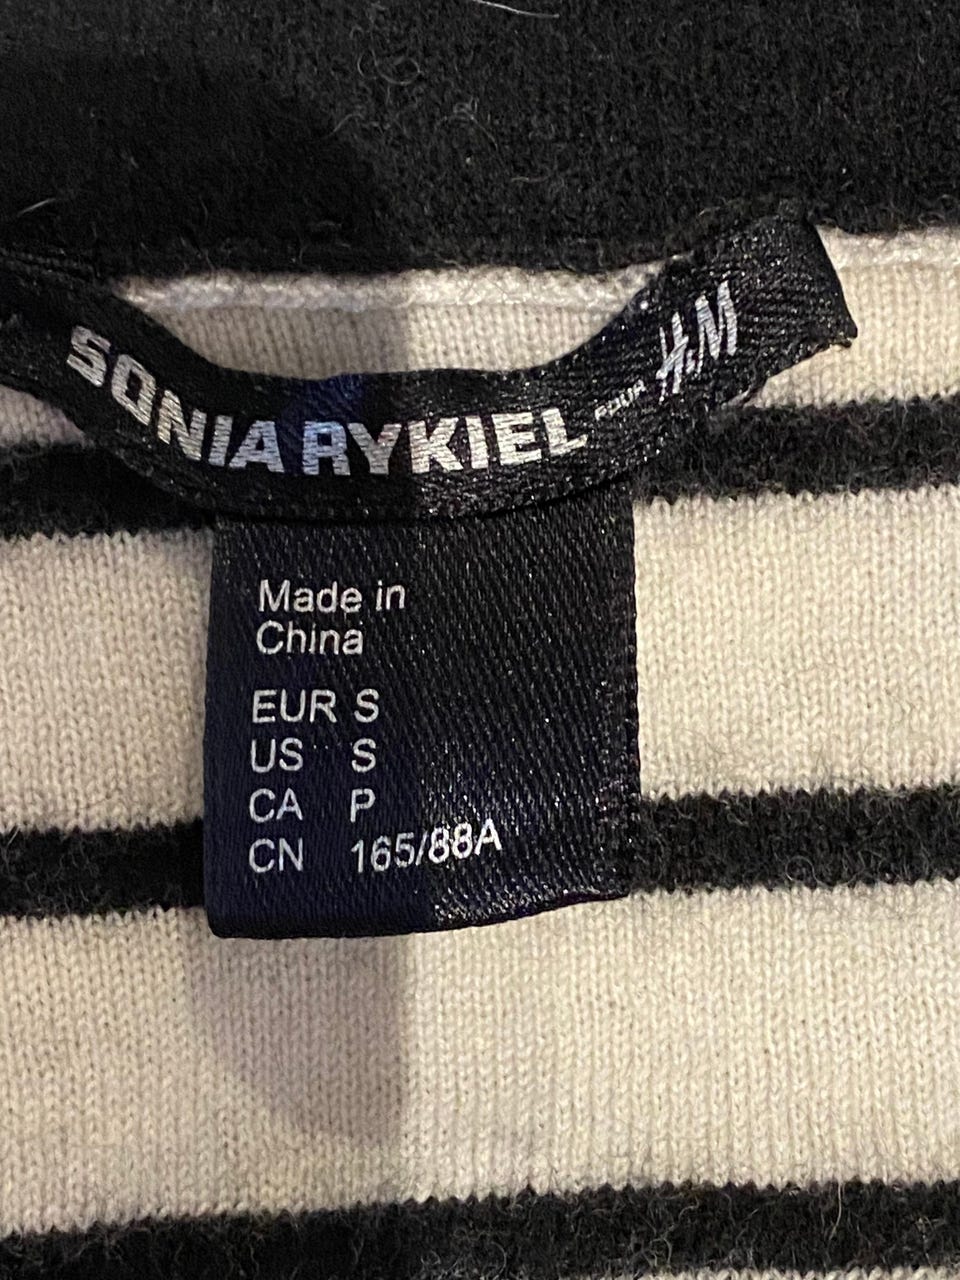 SONIA RYKIEL POUR H&M
Made in
China
EUR S
US S
CA P
CN 165/88A